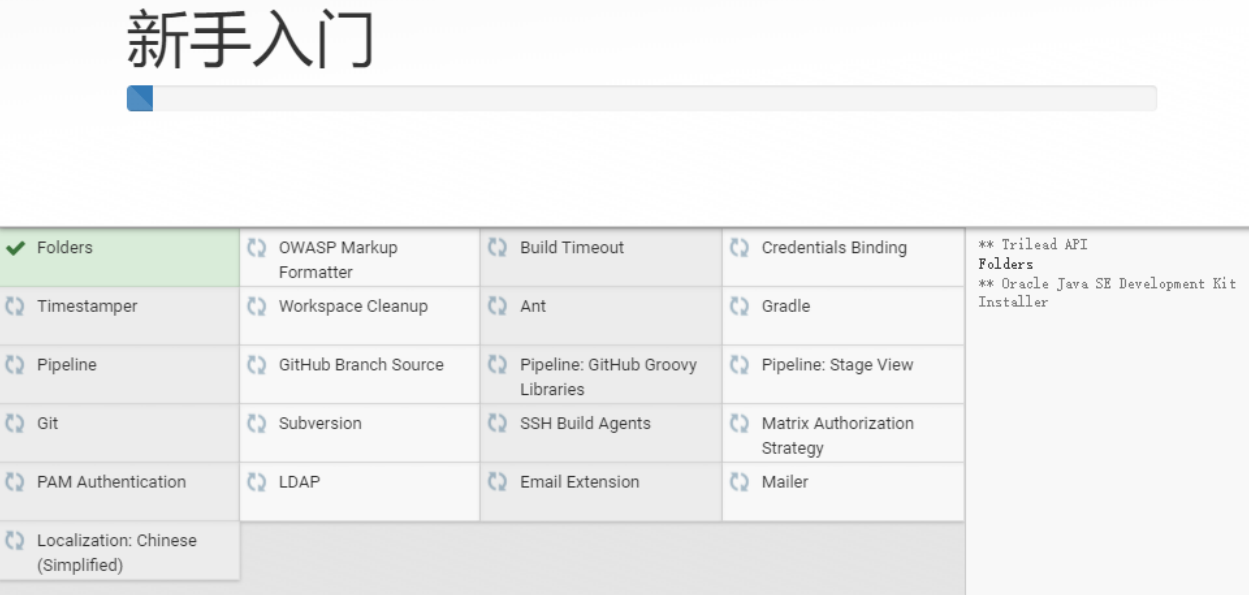 新手入门
Folders
OWASP Markup
Formatter
Build Timeout
Credentials Binding
Timestamper
Workspace Cleanup
Ant
Gradle
Pipeline
GitHub Branch Source
Pipeline: GitHub Groovy
Libraries
Pipeline: Stage View
Git
Subversion
SSH Build Agents
Matrix Authorization
Strategy
PAM Authentication
LDAP
Email Extension
Mailer
Localization: Chinese
(Simplified)
** Trilead API
Folders
** Oracle Java SE Development Kit
Installer